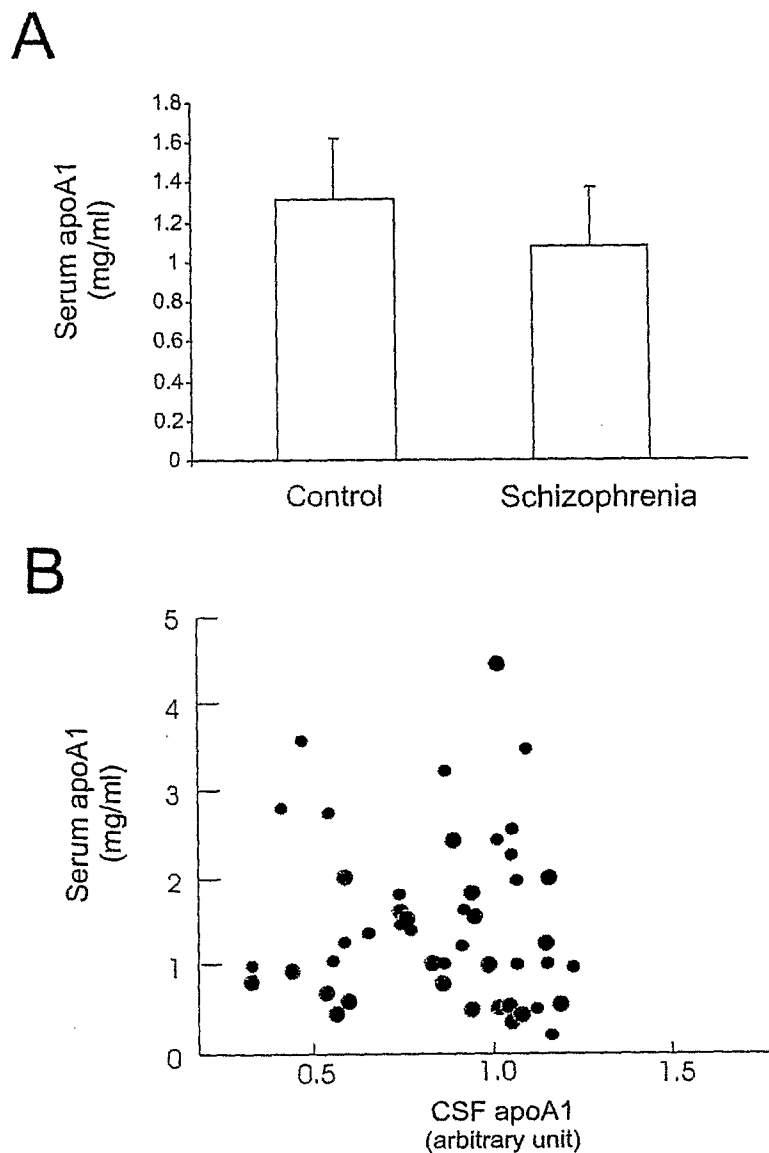 A
Serum apoA1
(mg/ml)
1.8
1.6
1.4
1.2
1
0.8
0.6
0.4
0.2
0
Control Schizophrenia
B
Serum apoA1
(mg/ml)
5
4
3
2
1
0
0.5 1.0 1.5
CSF apoA1
(arbitrary unit)